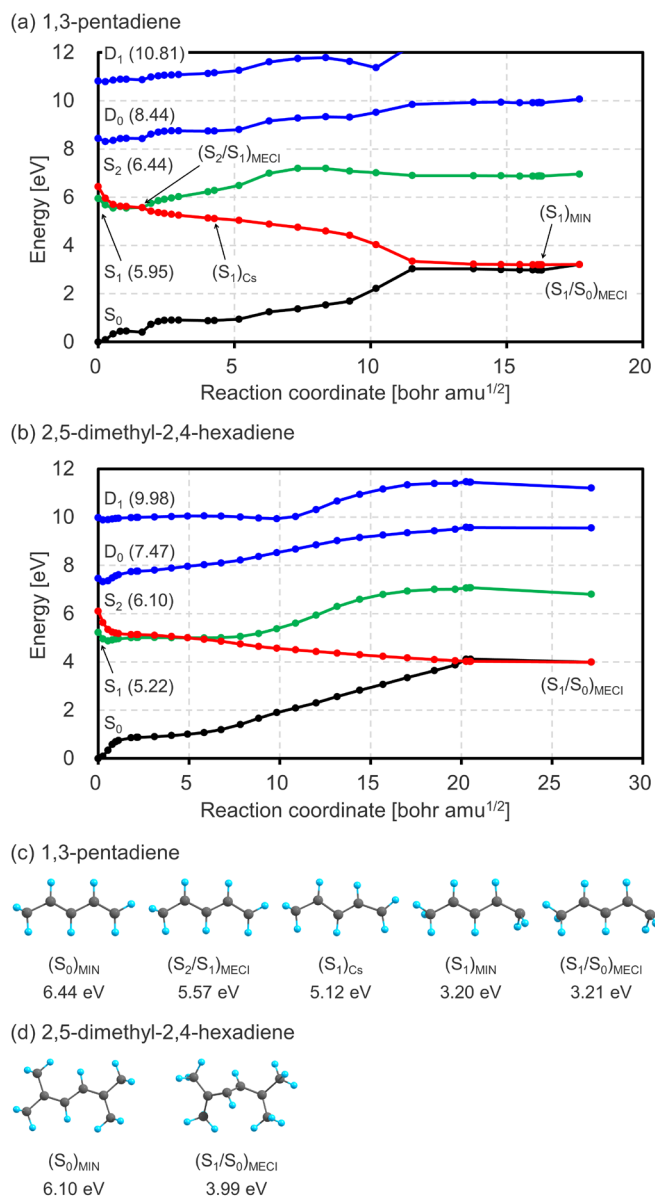 (a) 1,3-pentadiene
12
10
8
6
4
2
0
Energy [eV]
D₁ (10.81)
D₀ (8.44)
S₂ (6.44)
(S₂/S₁)MECI
S₁ (5.95)
(S₁)Cs
(S₁)MIN
(S₁/S₀)MECI
S₀
0 5 10 15 20
Reaction coordinate [bohr amu¹/²]
(b) 2,5-dimethyl-2,4-hexadiene
12
10
8
6
4
2
0
Energy [eV]
D₁ (9.98)
D₀ (7.47)
S₂ (6.10)
S₁ (5.22)
(S₁/S₀)MECI
S₀
0 5 10 15 20 25 30
Reaction coordinate [bohr amu¹/²]
(c) 1,3-pentadiene
(S₀)MIN (S₂/S₁)MECI (S₁)Cs (S₁)MIN (S₁/S₀)MECI
6.44 eV 5.57 eV 5.12 eV 3.20 eV 3.21 eV
(d) 2,5-dimethyl-2,4-hexadiene
(S₀)MIN (S₁/S₀)MECI
6.10 eV 3.99 eV